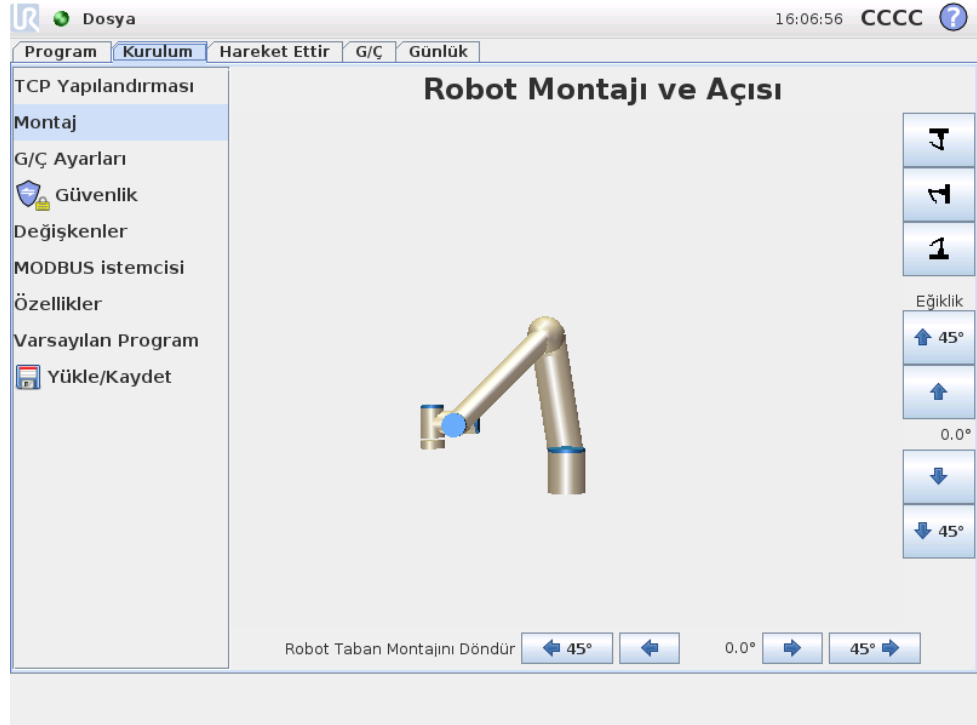 UR Dosya 16:06:56 CCCC ?
Program Kurulum Hareket Ettir G/Ç Günlük
TCP Yapılandırması
Montaj
G/Ç Ayarları
Güvenlik
Değişkenler
MODBUS istemcisi
Özellikler
Varsayılan Program
Yükle/Kaydet
Robot Montajı ve Açısı
Eğiklik
45°
0.0°
45°
Robot Taban Montajını Döndür 45° 0.0° 45°